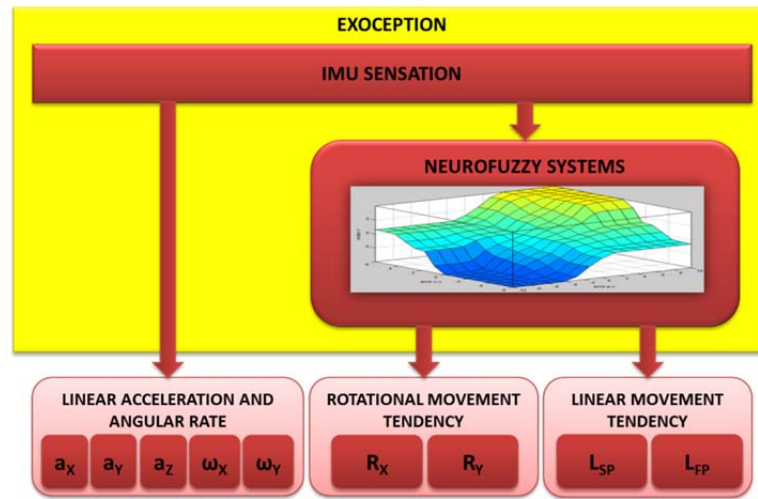 EXOCEPTION
IMU SENSATION
NEUROFUZZY SYSTEMS
LINEAR ACCELERATION AND
ANGULAR RATE
aX aY aZ ωX ωY
ROTATIONAL MOVEMENT
TENDENCY
RX RY
LINEAR MOVEMENT
TENDENCY
LSP LFP